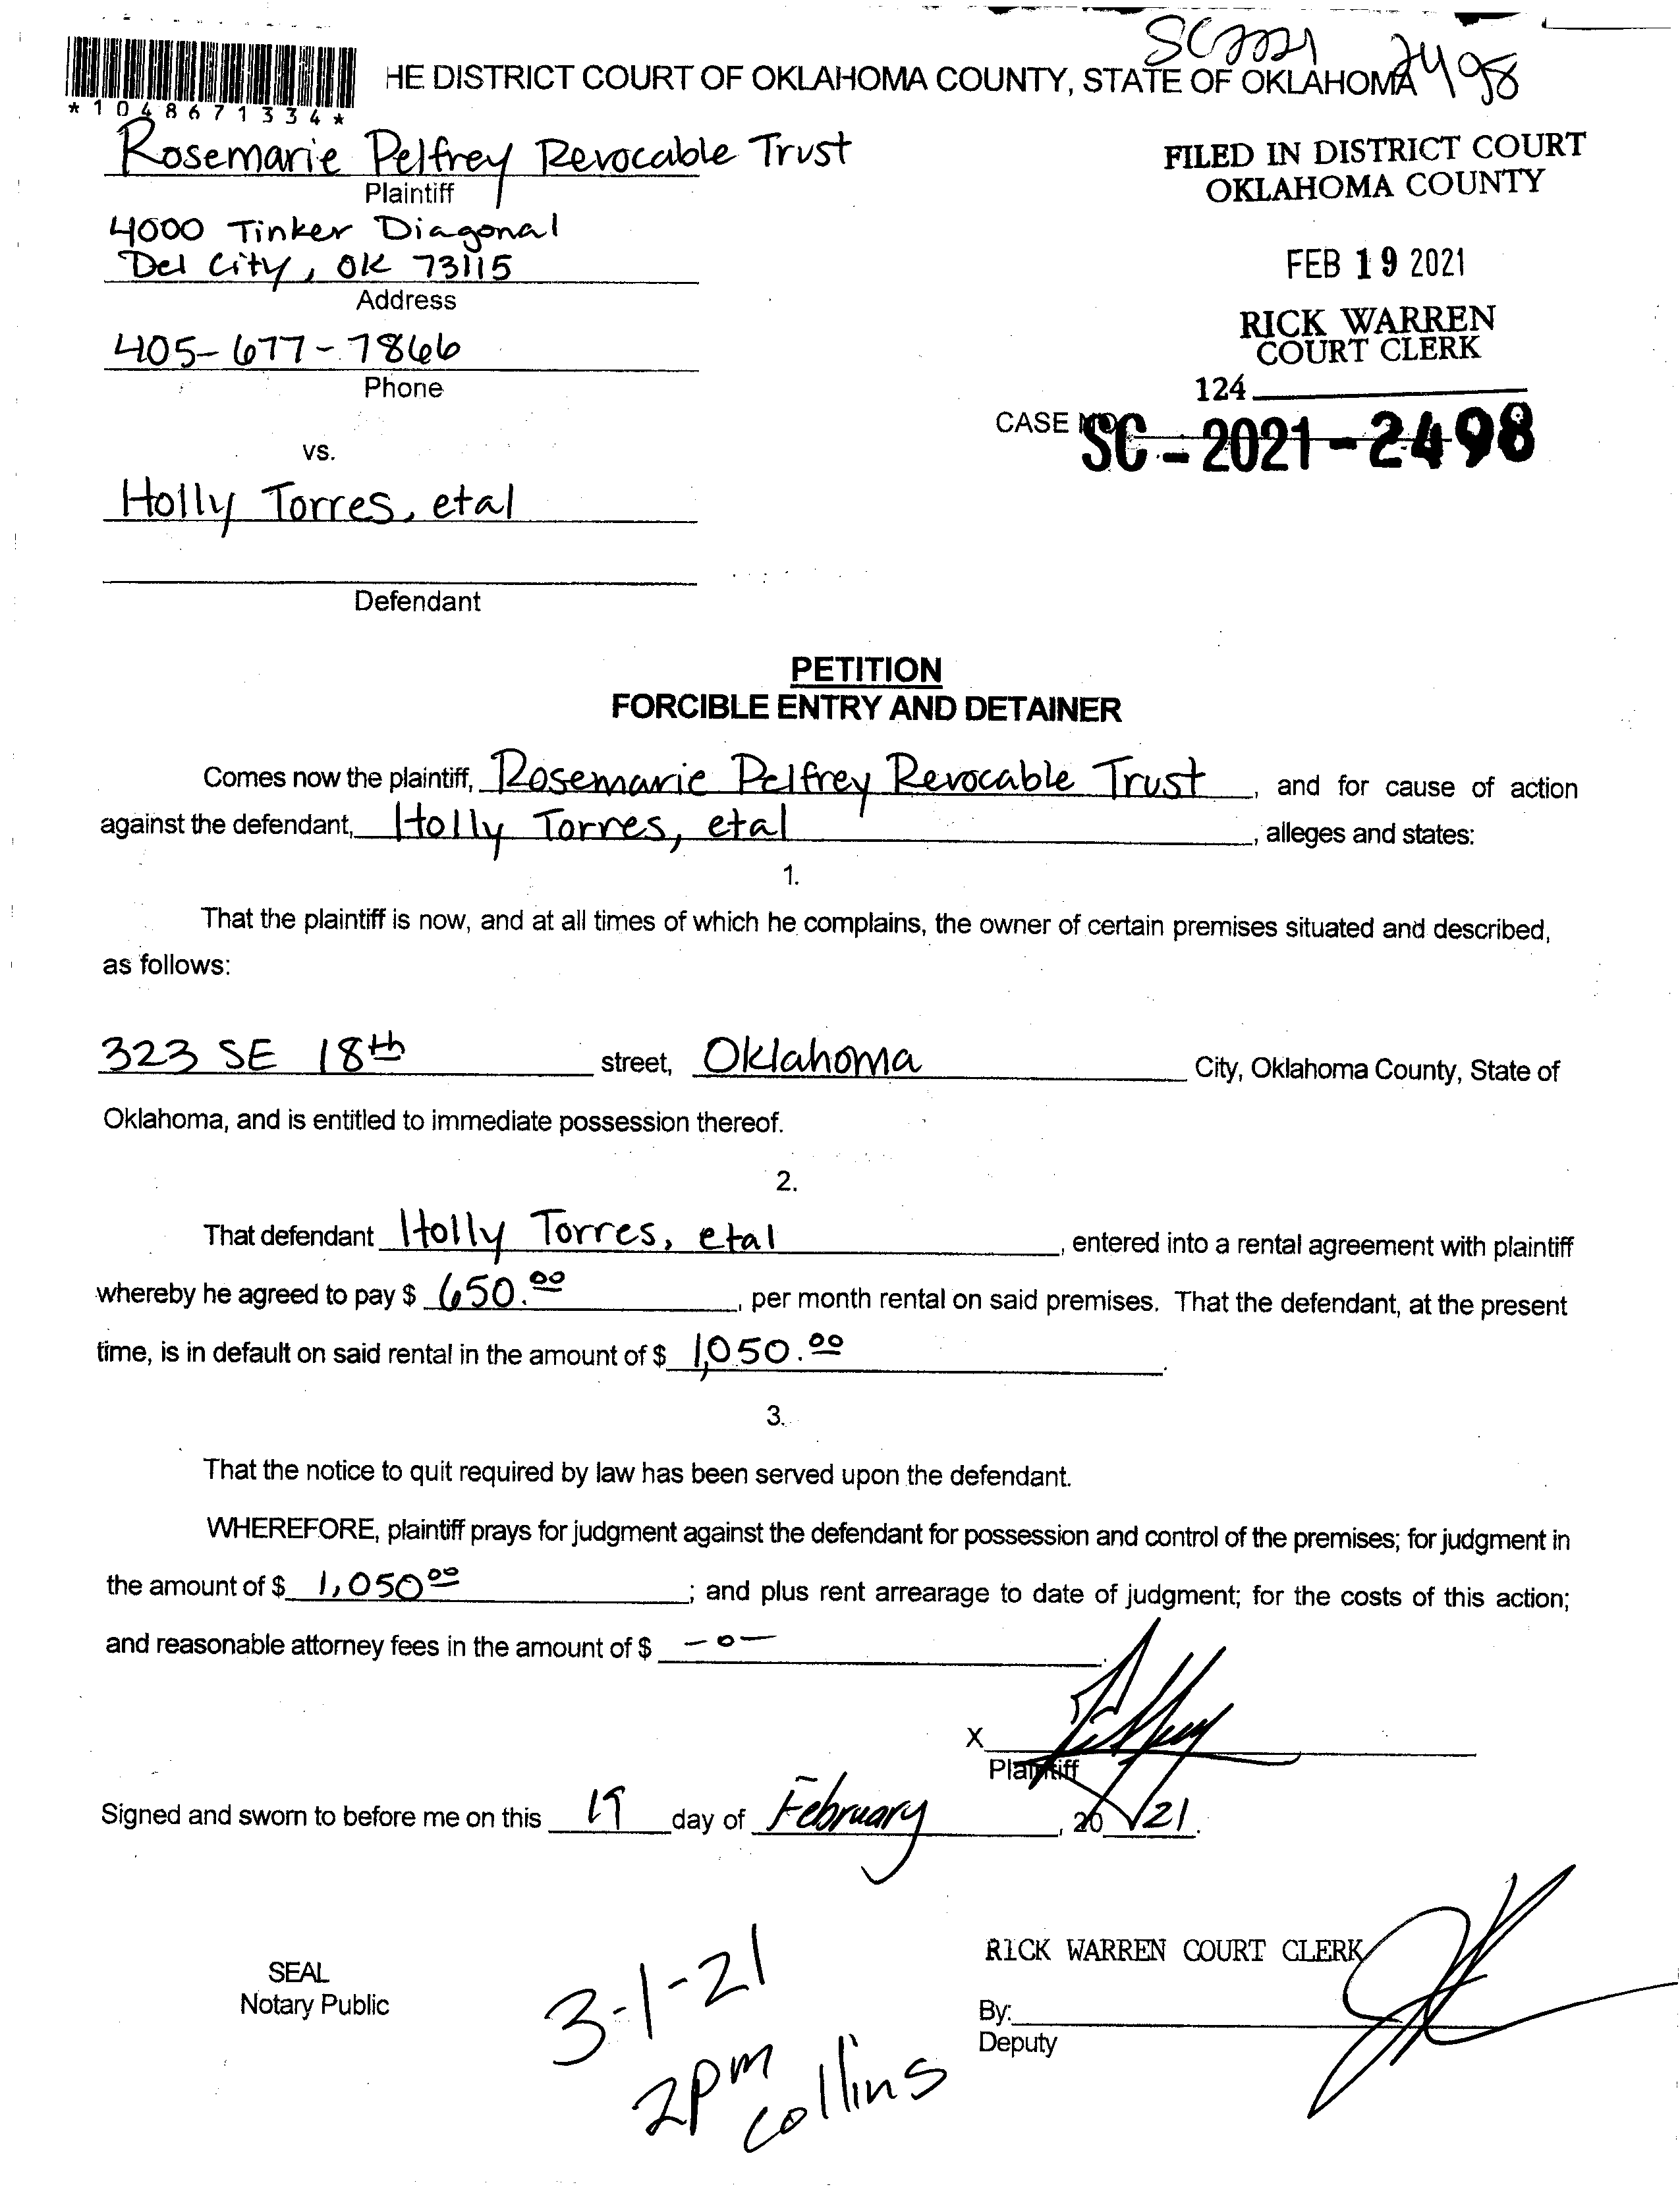 SC2021 2498
*1048671334*
HE DISTRICT COURT OF OKLAHOMA COUNTY, STATE OF OKLAHOMA
Rosemarie Pelfrey Revocable Trust
Plaintiff
4000 Tinker Diagonal
Del City, OK 73115
Address
405-677-7866
Phone
FILED IN DISTRICT COURT
OKLAHOMA COUNTY
FEB 19 2021
RICK WARREN
COURT CLERK
124
CASE NO. SC-2021-2498
vs.
Holly Torres, etal
Defendant
PETITION
FORCIBLE ENTRY AND DETAINER
Comes now the plaintiff, Rosemarie Pelfrey Revocable Trust, and for cause of action
against the defendant, Holly Torres, etal, alleges and states:
1.
That the plaintiff is now, and at all times of which he complains, the owner of certain premises situated and described,
as follows:
323 SE 18th street, Oklahoma City, Oklahoma County, State of
Oklahoma, and is entitled to immediate possession thereof.
2.
That defendant Holly Torres, etal, entered into a rental agreement with plaintiff
whereby he agreed to pay $ 650.00, per month rental on said premises. That the defendant, at the present
time, is in default on said rental in the amount of $ 1,050.00.
3.
That the notice to quit required by law has been served upon the defendant.
WHEREFORE, plaintiff prays for judgment against the defendant for possession and control of the premises; for judgment in
the amount of $ 1,050 00; and plus rent arrearage to date of judgment; for the costs of this action;
and reasonable attorney fees in the amount of $ -0-.
X
Plaintiff
Signed and sworn to before me on this 19 day of February, 20 21.
SEAL
Notary Public
3-1-21
2pm
Collins
RICK WARREN COURT CLERK
By:
Deputy